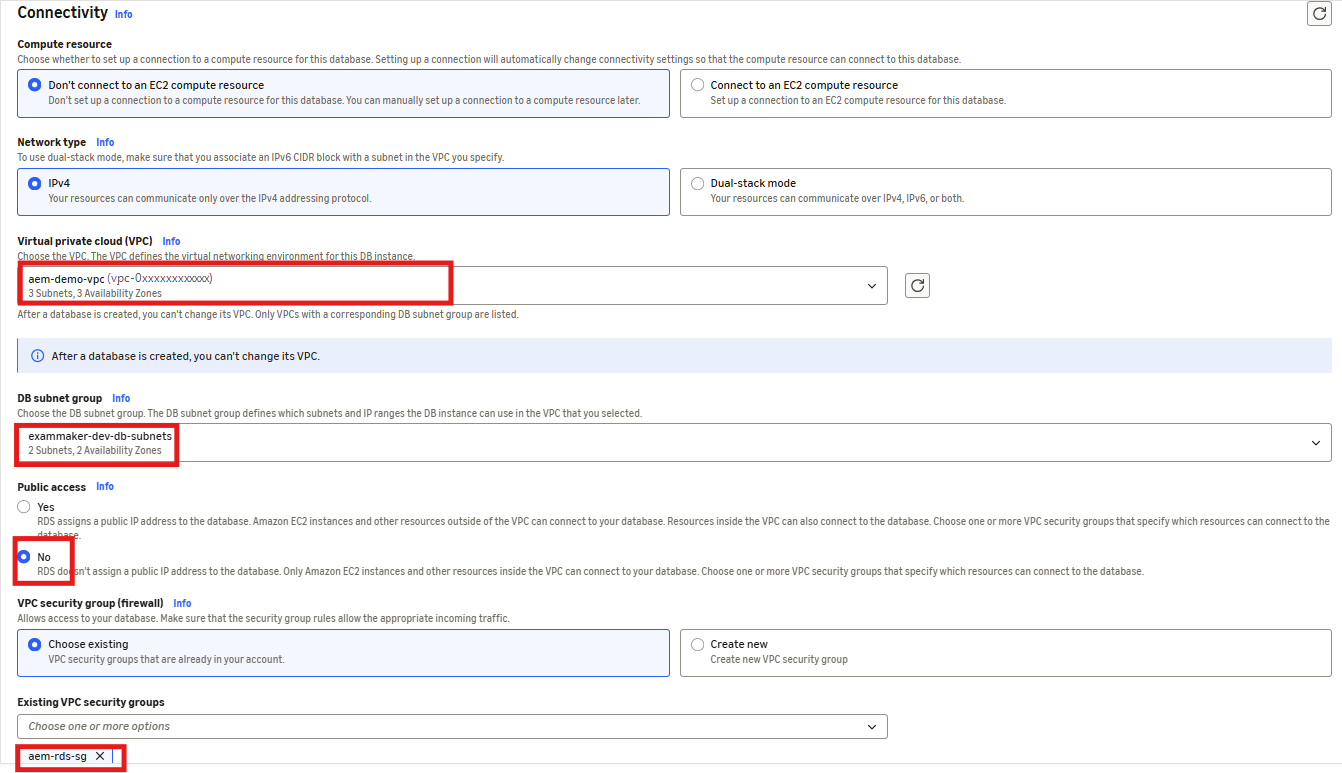 Connectivity Info
Compute resource
Choose whether to set up a connection to a compute resource for this database. Setting up a connection will automatically change connectivity settings so that the compute resource can connect to this database.
Don't connect to an EC2 compute resource
Don't set up a connection to a compute resource for this database. You can manually set up a connection to a compute resource later.
Connect to an EC2 compute resource
Set up a connection to an EC2 compute resource for this database.
Network type Info
To use dual-stack mode, make sure that you associate an IPv6 CIDR block with a subnet in the VPC you specify.
IPv4
Your resources can communicate only over the IPv4 addressing protocol.
Dual-stack mode
Your resources can communicate over IPv4, IPv6, or both.
Virtual private cloud (VPC) Info
Choose the VPC. The VPC defines the virtual networking environment for this DB instance.
aem-demo-vpc (vpc-0xxxxxxxxxxxx)
3 Subnets, 3 Availability Zones
After a database is created, you can't change its VPC. Only VPCs with a corresponding DB subnet group are listed.
After a database is created, you can't change its VPC.
DB subnet group Info
Choose the DB subnet group. The DB subnet group defines which subnets and IP ranges the DB instance can use in the VPC that you selected.
exammaker-dev-db-subnets
2 Subnets, 2 Availability Zones
Public access Info
Yes
RDS assigns a public IP address to the database. Amazon EC2 instances and other resources outside of the VPC can connect to your database. Resources inside the VPC can also connect to the database. Choose one or more VPC security groups that specify which resources can connect to the
database.
No
RDS doesn't assign a public IP address to the database. Only Amazon EC2 instances and other resources inside the VPC can connect to your database. Choose one or more VPC security groups that specify which resources can connect to the database.
VPC security group (firewall) Info
Allows access to your database. Make sure that the security group rules allow the appropriate incoming traffic.
Choose existing
VPC security groups that are already in your account.
Create new
Create new VPC security group
Existing VPC security groups
Choose one or more options
aem-rds-sg